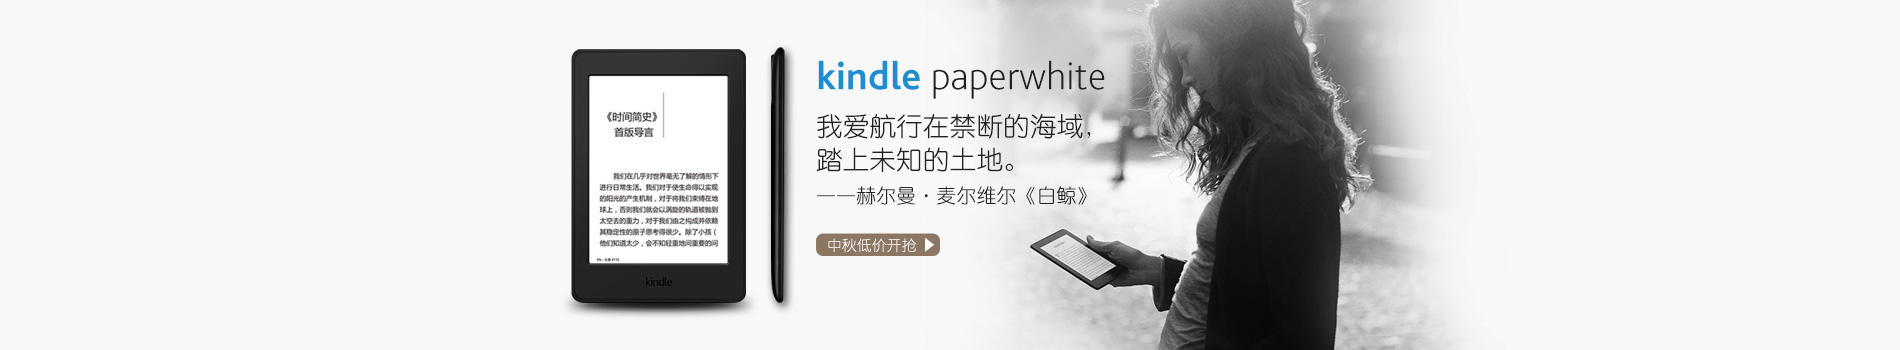 《时间简史》
首版导言
我们在几乎对世界毫无了解的情形下
进行日常生活。我们对于使生命得以实现
的阳光的产生机制，对于将我们束缚在地
球上，否则我们就会以涡旋的轨道被抛到
太空去的重力，对于我们由之构成并依赖
其稳定性的原子思考得很少。除了小孩（
他们知道太少，会不知轻重地问重要的问
kindle
kindle paperwhite
我爱航行在禁断的海域，
踏上未知的土地。
——赫尔曼·麦尔维尔《白鲸》
中秋低价开抢